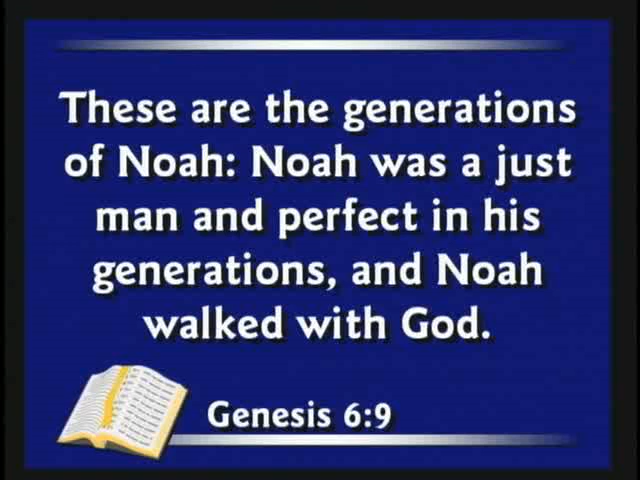 These are the generations
of Noah: Noah was a just
man and perfect in his
generations, and Noah
walked with God.
Genesis 6:9